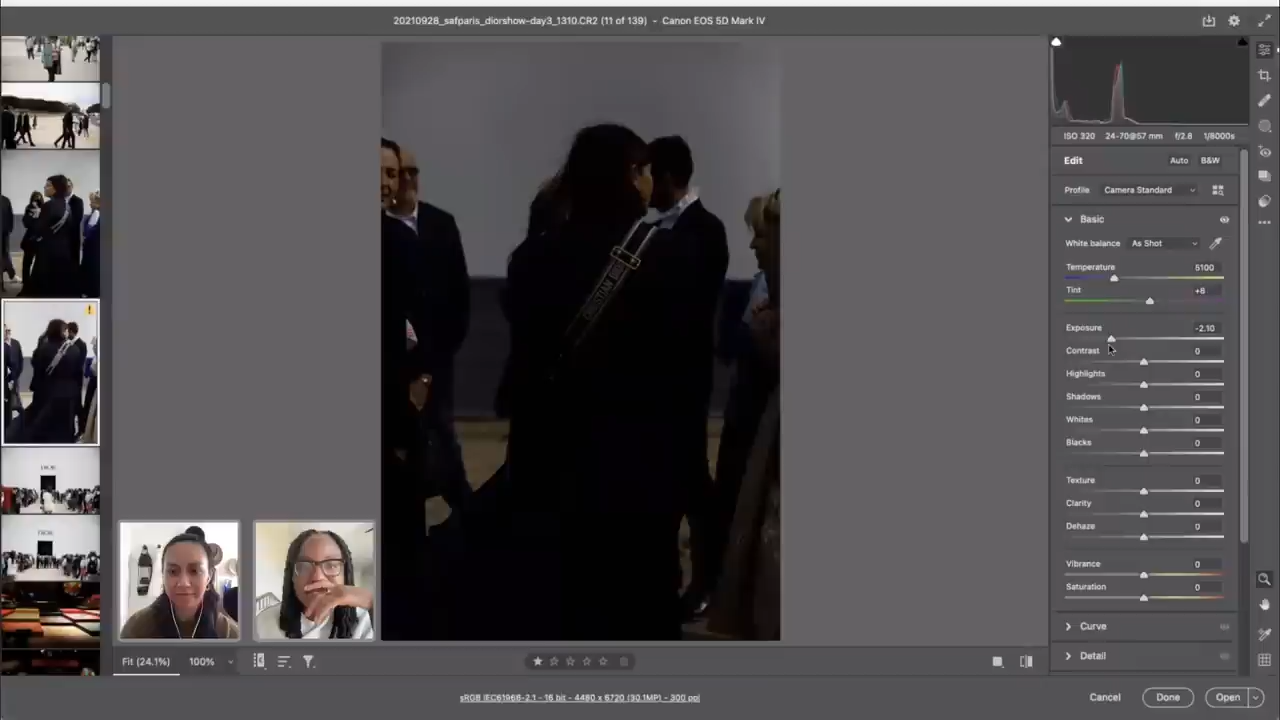 20210928_safparis_diorshow-day3_1310.CR2 (11 of 139) - Canon EOS 5D Mark IV
ISO 320 24-70@57 mm f/2.8 1/8000s
Edit Auto B&W
Profile Camera Standard
Basic
White balance As Shot
Temperature 5100
Tint +8
Exposure -2.10
Contrast 0
Highlights 0
Shadows 0
Whites 0
Blacks 0
Texture 0
Clarity 0
Dehaze 0
Vibrance 0
Saturation 0
Curve
Detail
CHRISTIAN
DIOR
DIOR
Fit (24.1%) 100%
sRGB IEC61966-2.1 - 16 bit - 4480 x 6720 (30.1MP) - 300 ppi
Cancel Done Open